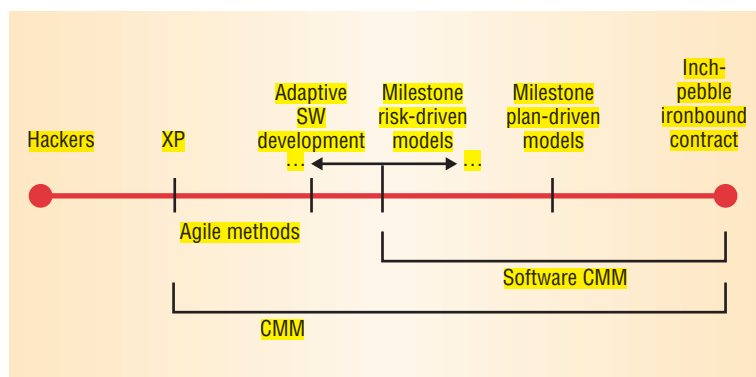 Hackers
XP
Adaptive
SW
development
...
Milestone
risk-driven
models
...
Milestone
plan-driven
models
Inch-
pebble
ironbound
contract
Agile methods
Software CMM
CMM